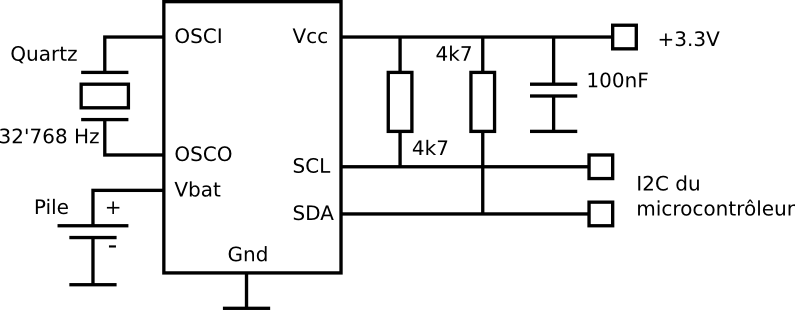 OSCI
Vcc
4k7
+3.3V
Quartz
100nF
32'768 Hz
OSCO
4k7
SCL
Vbat
I2C du
microcontrôleur
Pile
+
SDA
-
Gnd